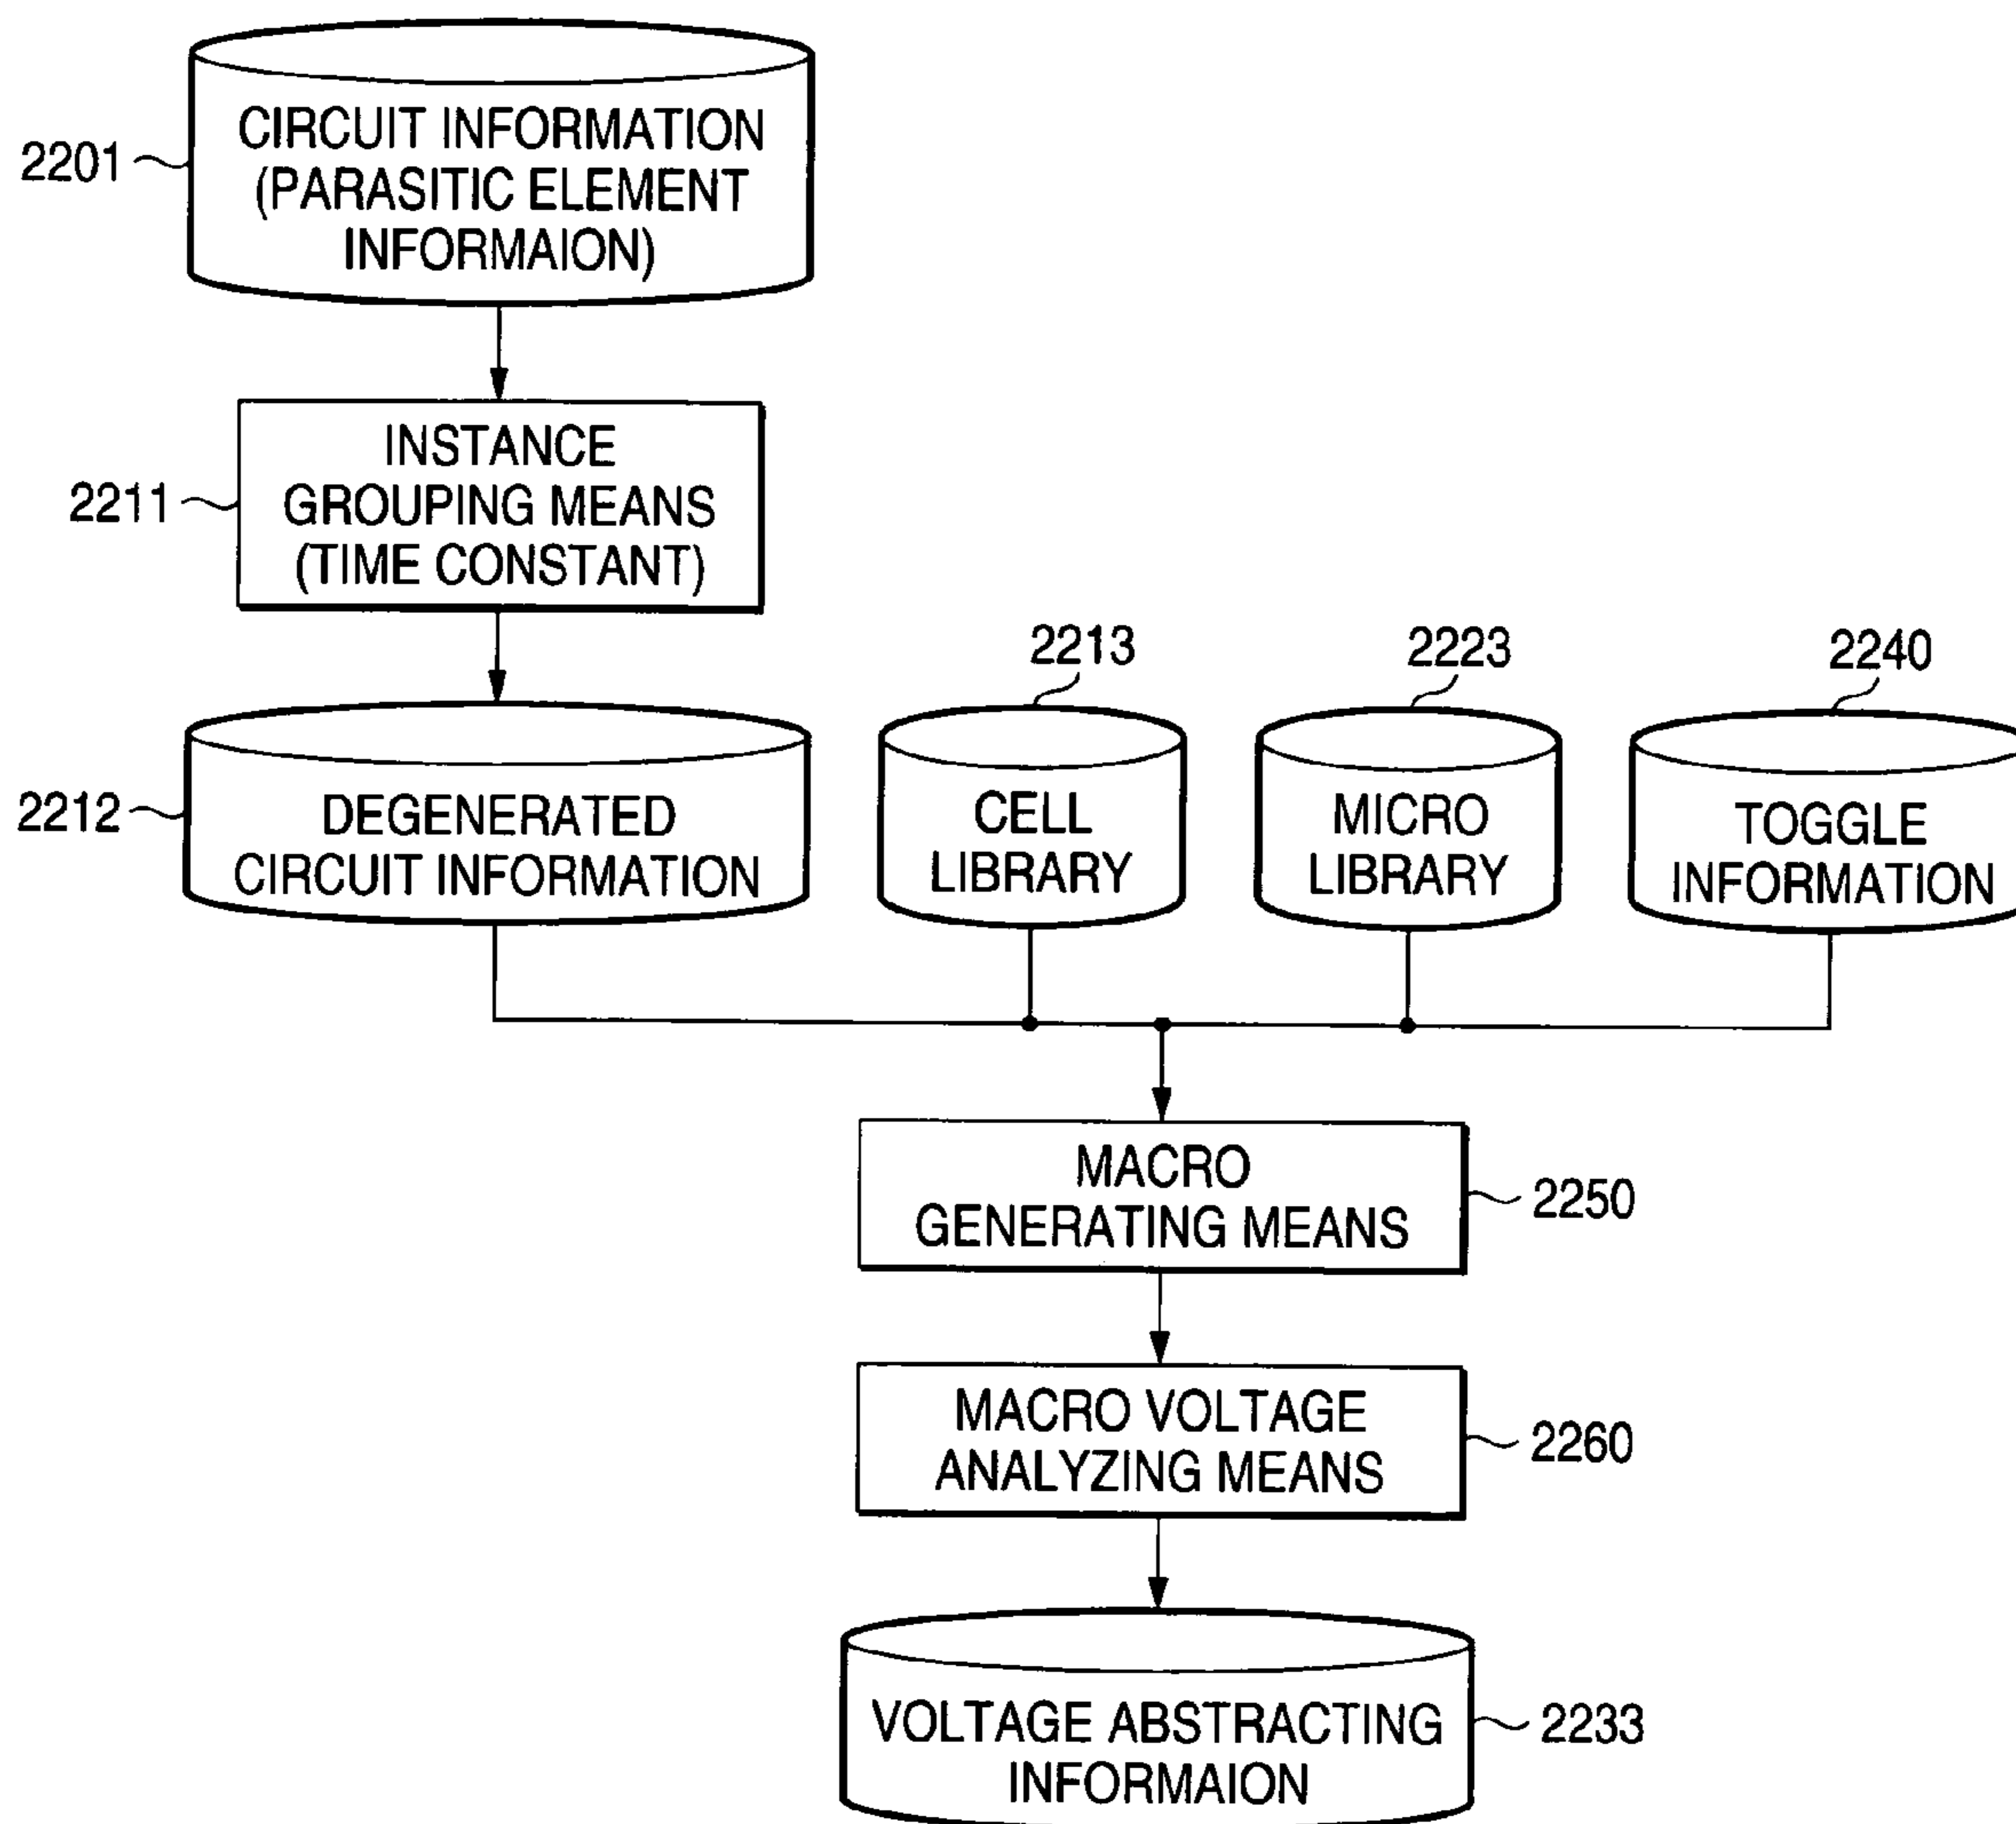 2201
CIRCUIT INFORMATION
(PARASITIC ELEMENT
INFORMAION)
2211
INSTANCE
GROUPING MEANS
(TIME CONSTANT)
2213
2223
2240
2212
DEGENERATED
CIRCUIT INFORMATION
CELL
LIBRARY
MICRO
LIBRARY
TOGGLE
INFORMATION
MACRO
GENERATING MEANS
2250
MACRO VOLTAGE
ANALYZING MEANS
2260
VOLTAGE ABSTRACTING
INFORMAION
2233